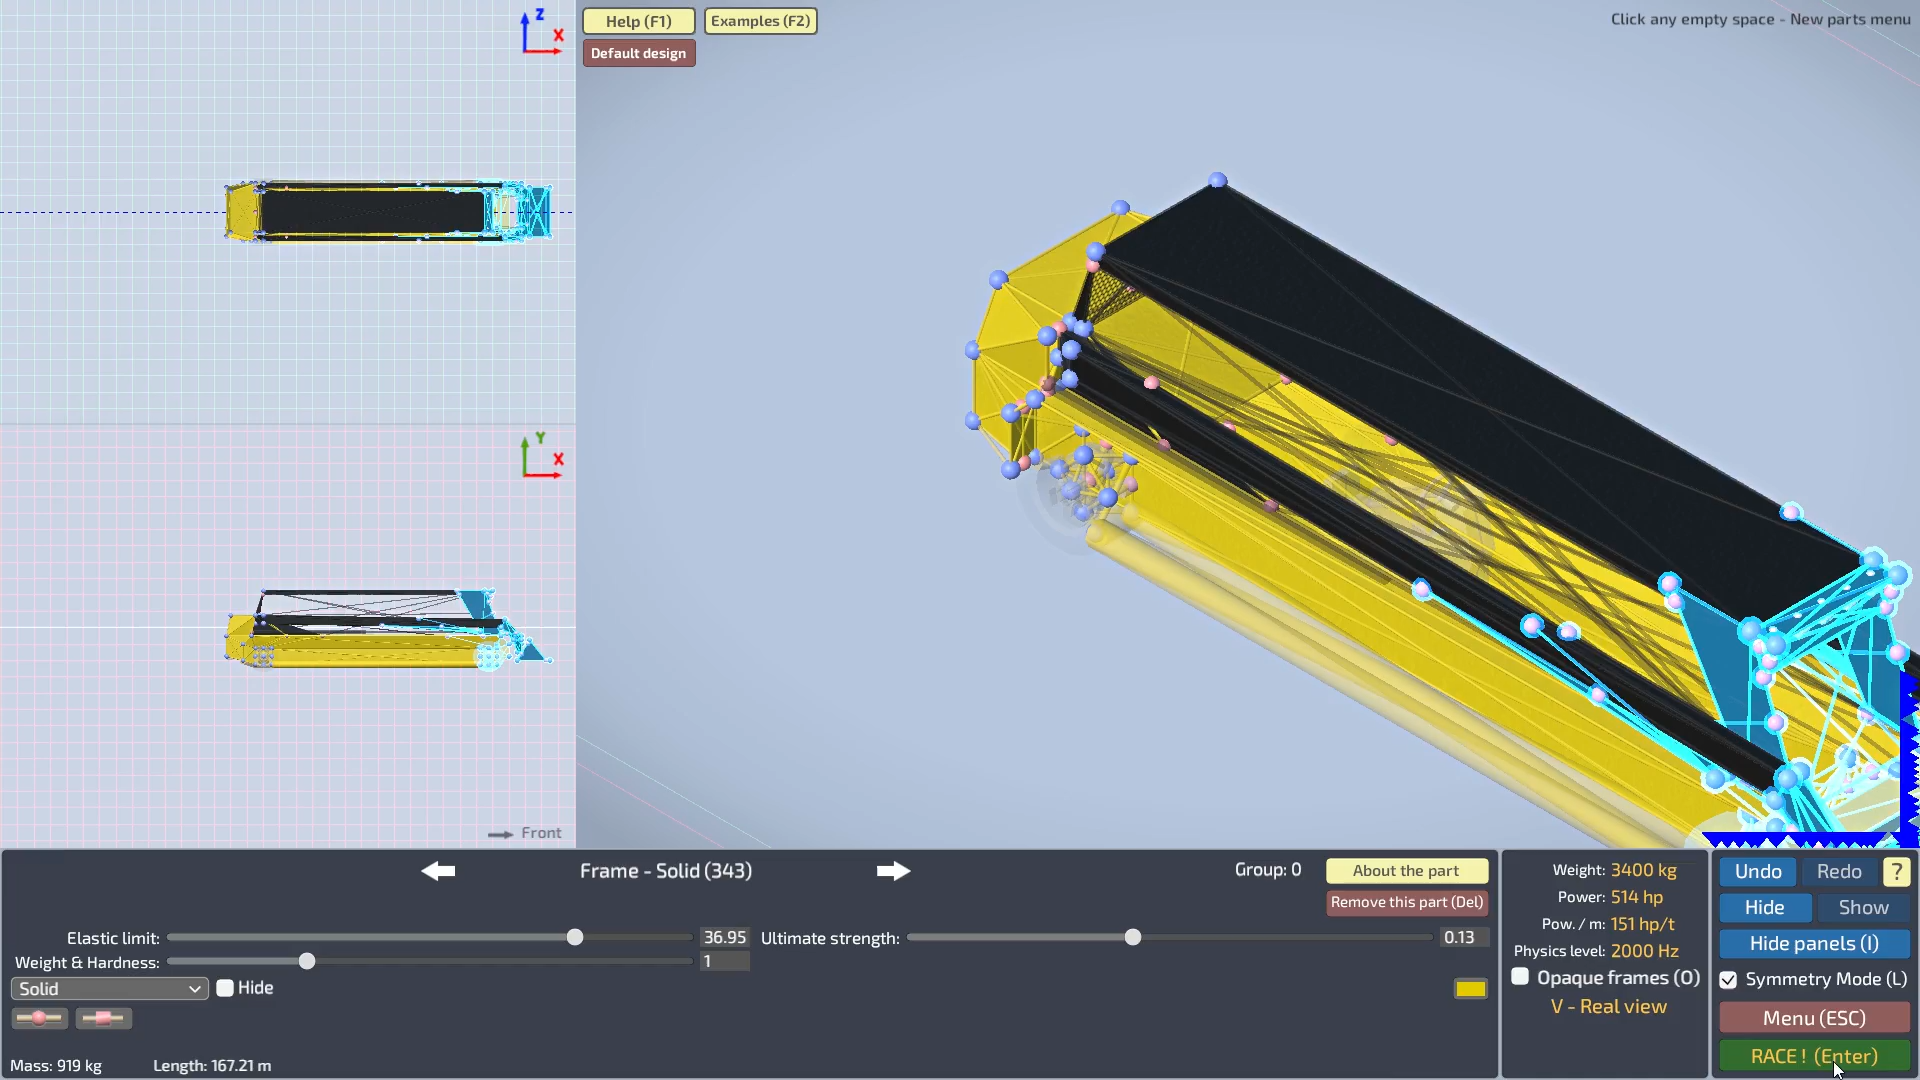 Z
X
Help (F1)
Examples (F2)
Default design
Click any empty space - New parts menu
Y
X
Front
Frame - Solid (343)
Group: 0
About the part
Remove this part (Del)
Elastic limit:
36.95
Ultimate strength:
0.13
Weight & Hardness:
1
Solid
Hide
Mass: 919 kg
Length: 167.21 m
Weight: 3400 kg
Power: 514 hp
Pow. / m: 151 hp/t
Physics level: 2000 Hz
Opaque frames (O)
V - Real view
Undo
Redo
?
Hide
Show
Hide panels (I)
Symmetry Mode (L)
Menu (ESC)
RACE! (Enter)